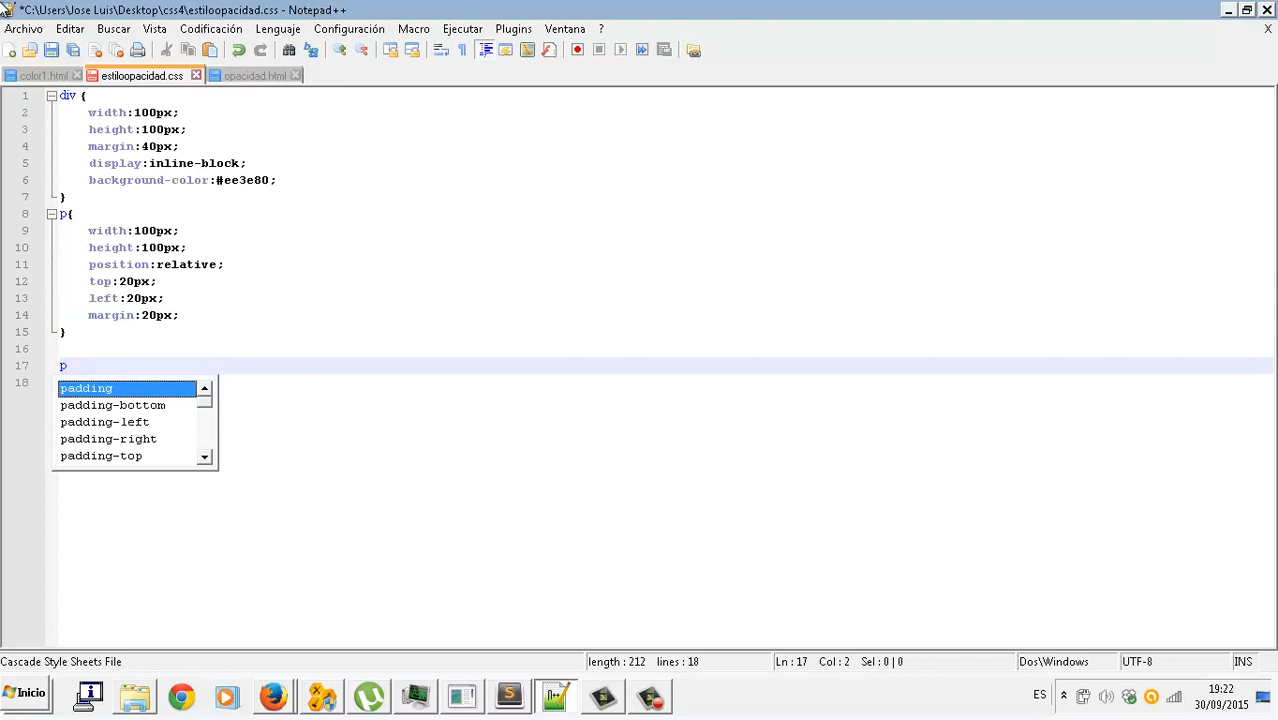 *C:\Users\Jose Luis\Desktop\css4\estiloopacidad.css - Notepad++
Archivo Editar Buscar Vista Codificación Lenguaje Configuración Macro Ejecutar Plugins Ventana ? X
color1.html estiloopacidad.css opacidad.html
1 div {
2 width:100px;
3 height:100px;
4 margin:40px;
5 display:inline-block;
6 background-color:#ee3e80;
7 }
8 p{
9 width:100px;
10 height:100px;
11 position:relative;
12 top:20px;
13 left:20px;
14 margin:20px;
15 }
16
17 p
18
padding
padding-bottom
padding-left
padding-right
padding-top
Cascade Style Sheets File length : 212 lines : 18 Ln : 17 Col : 2 Sel : 0 | 0 Dos\Windows UTF-8 INS
Inicio ES 19:22
30/09/2015